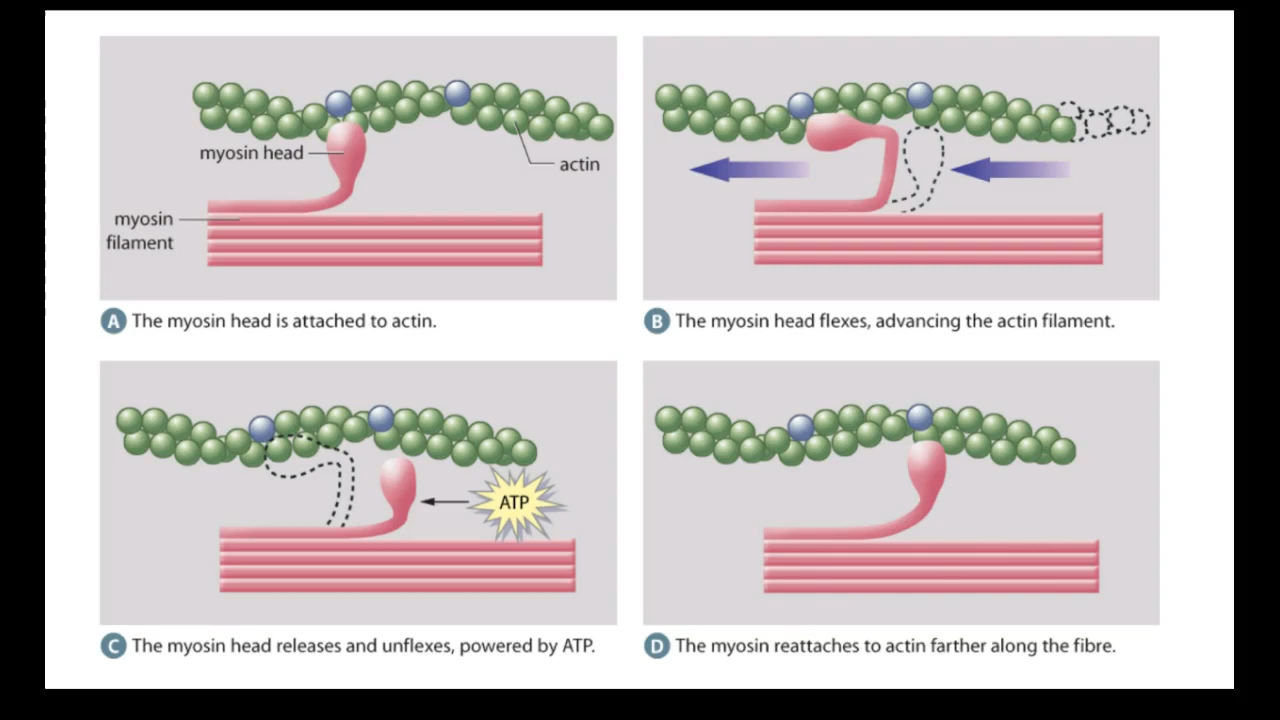 myosin head
actin
myosin
filament
A The myosin head is attached to actin.
B The myosin head flexes, advancing the actin filament.
ATP
C The myosin head releases and unflexes, powered by ATP.
D The myosin reattaches to actin farther along the fibre.